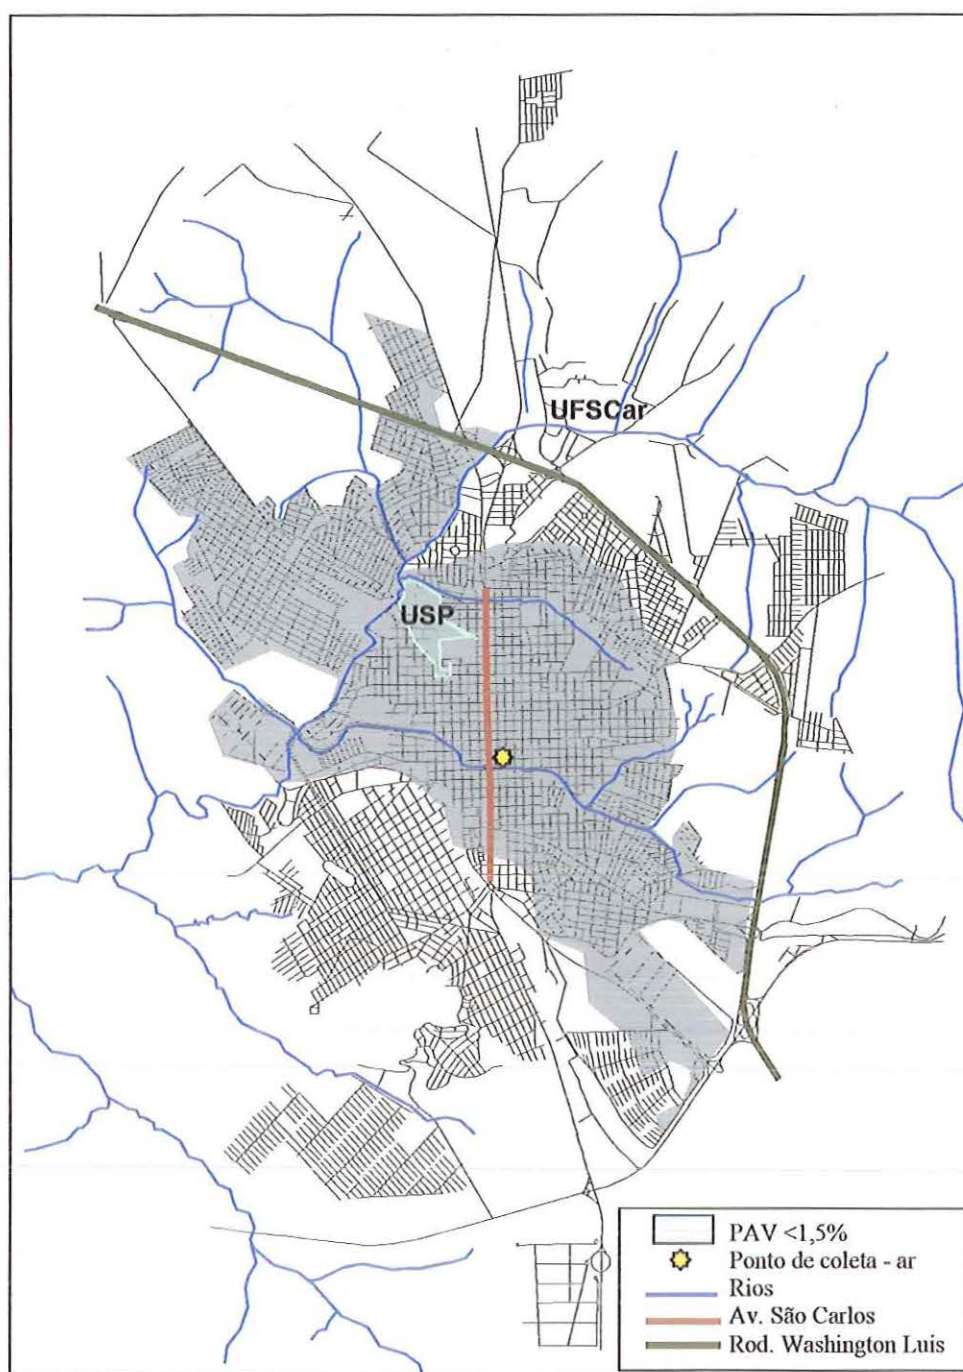 UFSCar
USP
PAV <1,5%
Ponto de coleta - ar
Rios
Av. São Carlos
Rod. Washington Luis